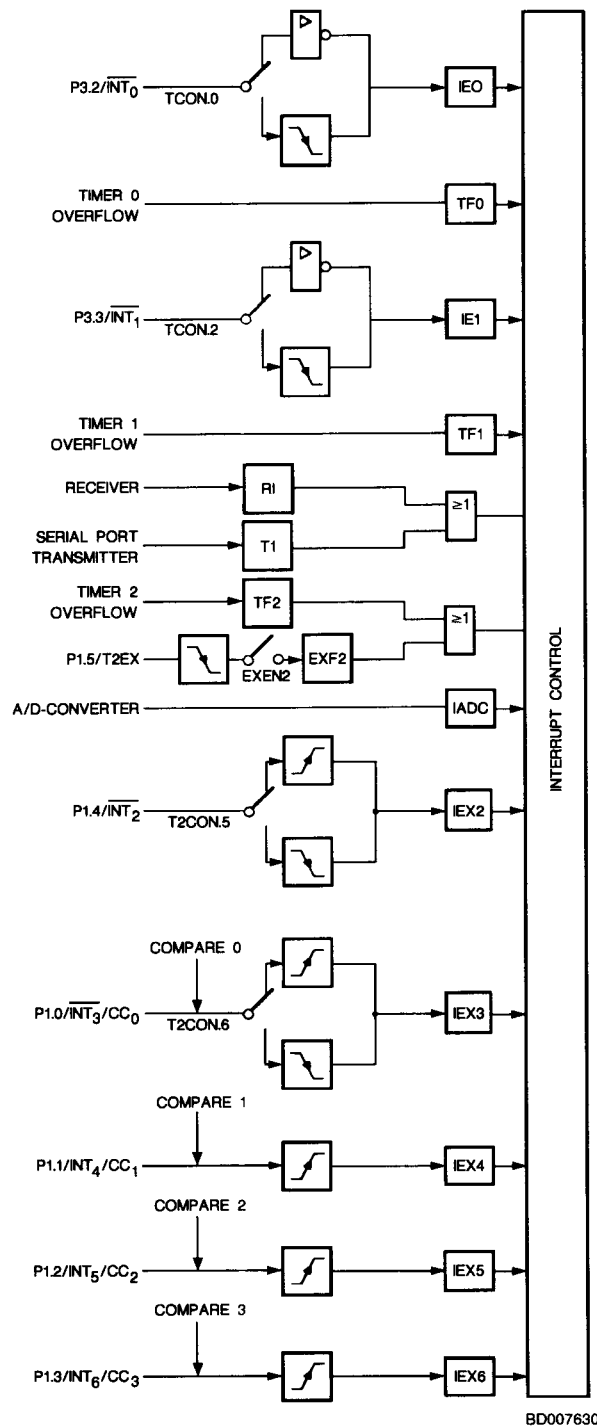 P3.2/INT0
TCON.0
IEO
TIMER 0
OVERFLOW
TF0
P3.3/INT1
TCON.2
IE1
TIMER 1
OVERFLOW
TF1
RECEIVER
RI
≥1
SERIAL PORT
TRANSMITTER
T1
TIMER 2
OVERFLOW
TF2
≥1
P1.5/T2EX
EXEN2
EXF2
A/D-CONVERTER
IADC
INTERRUPT CONTROL
P1.4/INT2
T2CON.5
IEX2
COMPARE 0
P1.0/INT3/CC0
T2CON.6
IEX3
COMPARE 1
P1.1/INT4/CC1
IEX4
COMPARE 2
P1.2/INT5/CC2
IEX5
COMPARE 3
P1.3/INT6/CC3
IEX6
BD007630